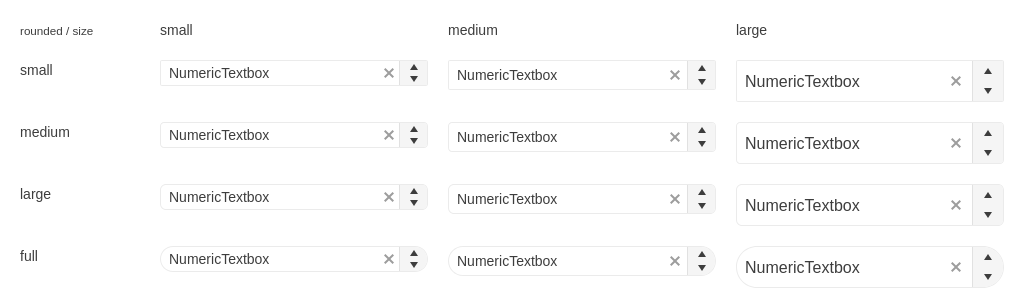 rounded / size small medium large
small NumericTextbox NumericTextbox NumericTextbox
medium NumericTextbox NumericTextbox NumericTextbox
large NumericTextbox NumericTextbox NumericTextbox
full NumericTextbox NumericTextbox NumericTextbox